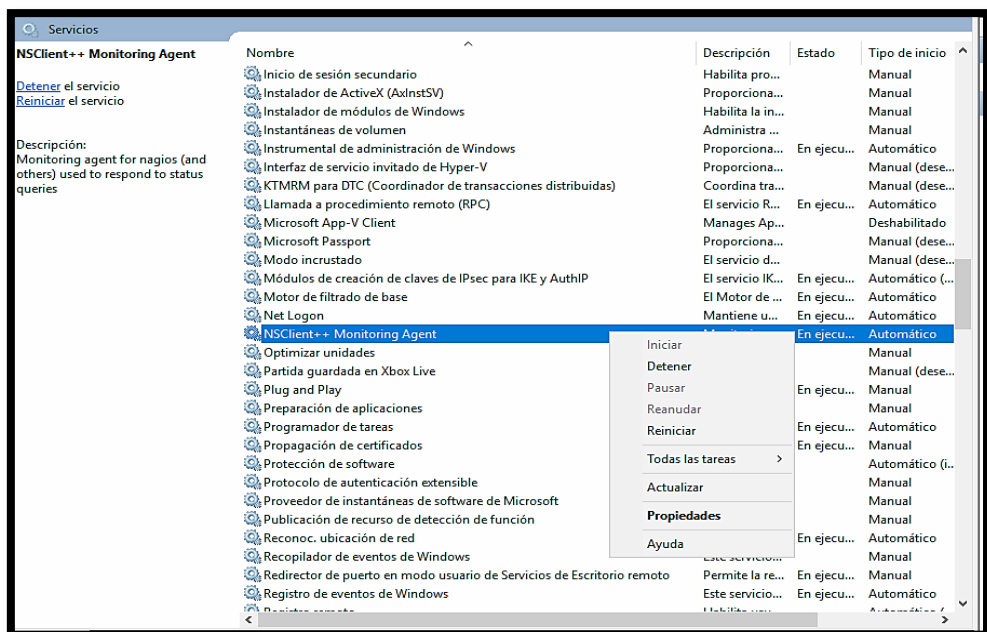 Servicios
NSClient++ Monitoring Agent
Detener el servicio
Reiniciar el servicio
Descripción:
Monitoring agent for nagios (and
others) used to respond to status
queries
Nombre Descripción Estado Tipo de inicio
Inicio de sesión secundario Habilita pro... Manual
Instalador de ActiveX (AxInstSV) Proporciona... Manual
Instalador de módulos de Windows Habilita la in... Manual
Instantáneas de volumen Administra ... Manual
Instrumental de administración de Windows Proporciona... En ejecu... Automático
Interfaz de servicio invitado de Hyper-V Proporciona... Manual (dese...
KTMRM para DTC (Coordinador de transacciones distribuidas) Coordina tra... Manual (dese...
Llamada a procedimiento remoto (RPC) El servicio R... En ejecu... Automático
Microsoft App-V Client Manages Ap... Deshabilitado
Microsoft Passport Proporciona... Manual (dese...
Modo incrustado El servicio d... Manual (dese...
Módulos de creación de claves de IPsec para IKE y AuthIP El servicio IK... En ejecu... Automático (...
Motor de filtrado de base El Motor de ... En ejecu... Automático
Net Logon Mantiene u... En ejecu... Automático
NSClient++ Monitoring Agent En ejecu... Automático
Optimizar unidades Manual
Partida guardada en Xbox Live Manual (dese...
Plug and Play En ejecu... Manual
Preparación de aplicaciones Manual
Programador de tareas En ejecu... Automático
Propagación de certificados En ejecu... Manual
Protección de software Automático (i..
Protocolo de autenticación extensible Manual
Proveedor de instantáneas de software de Microsoft Manual
Publicación de recurso de detección de función Manual
Reconoc. ubicación de red En ejecu... Automático
Recopilador de eventos de Windows Manual
Redirector de puerto en modo usuario de Servicios de Escritorio remoto Permite la re... En ejecu... Manual
Registro de eventos de Windows Este servicio... En ejecu... Automático
Iniciar
Detener
Pausar
Reanudar
Reiniciar
Todas las tareas
Actualizar
Propiedades
Ayuda